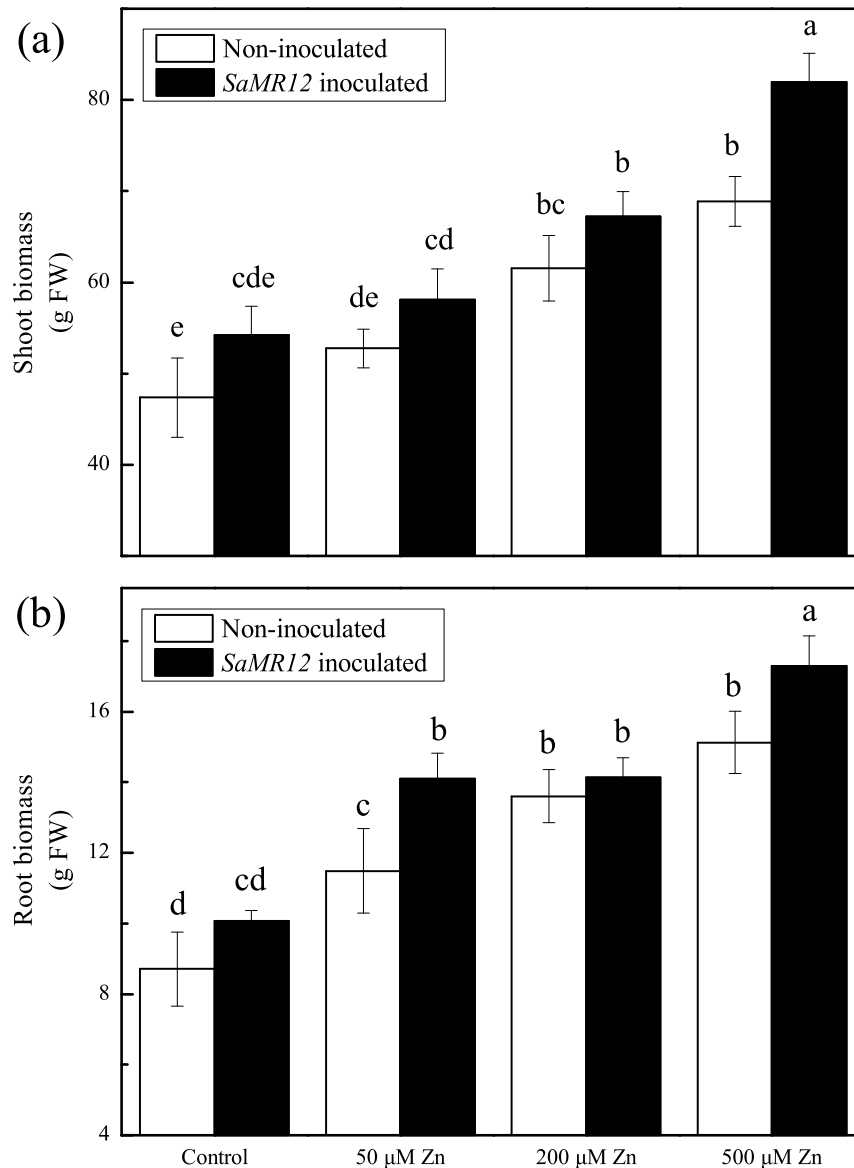 (a)
Non-inoculated
SaMR12 inoculated
Shoot biomass
(g FW)
80
60
40
e
cde
de
cd
bc
b
b
a
(b)
Non-inoculated
SaMR12 inoculated
Root biomass
(g FW)
16
12
8
4
d
cd
c
b
b
b
b
a
Control
50 μM Zn
200 μM Zn
500 μM Zn